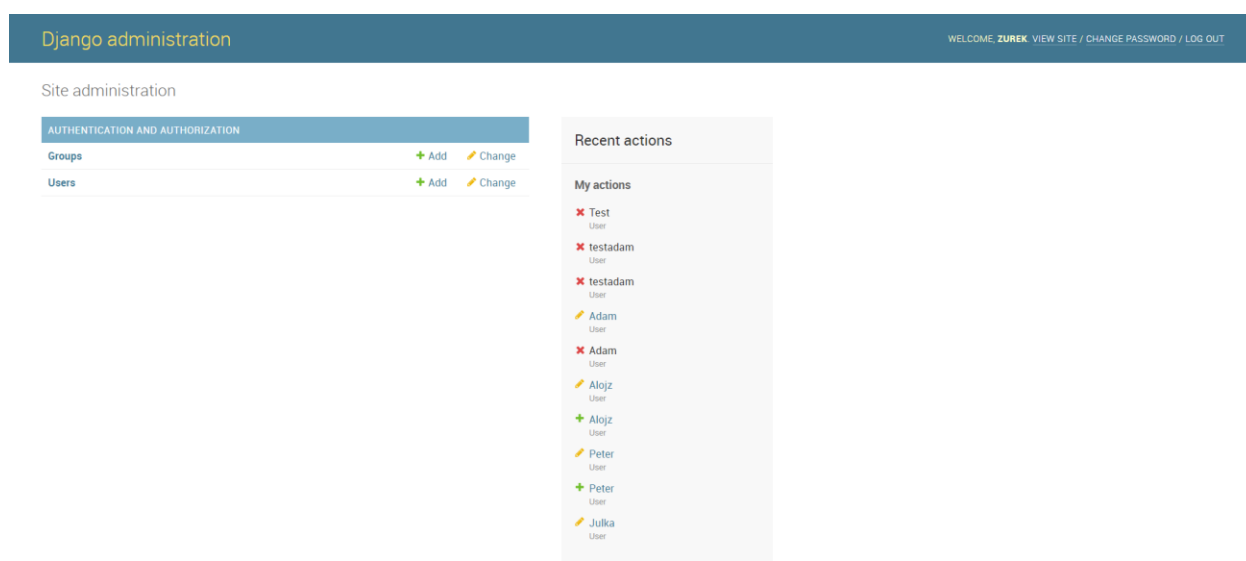 Django administration
WELCOME, ZUREK. VIEW SITE / CHANGE PASSWORD / LOG OUT
Site administration
AUTHENTICATION AND AUTHORIZATION
Groups + Add Change
Users + Add Change
Recent actions
My actions
Test
User
testadam
User
testadam
User
Adam
User
Adam
User
Alojz
User
Alojz
User
Peter
User
Peter
User
Julka
User